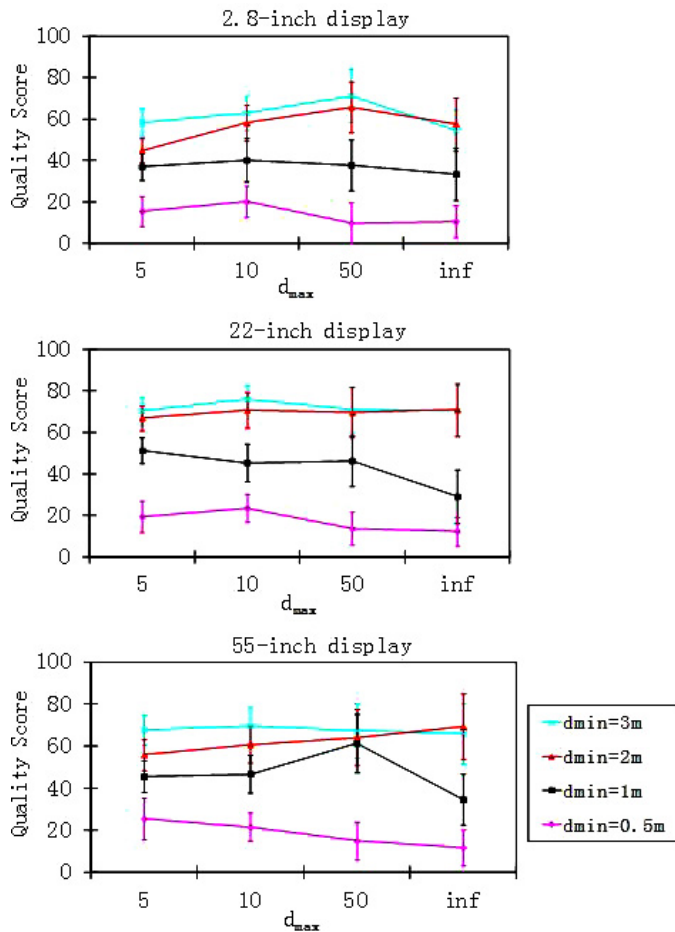 2.8-inch display
Quality Score
100
80
60
40
20
0
5 10 50 inf
dmax
22-inch display
Quality Score
100
80
60
40
20
0
5 10 50 inf
dmax
55-inch display
Quality Score
100
80
60
40
20
0
5 10 50 inf
dmax
dmin=3m
dmin=2m
dmin=1m
dmin=0.5m